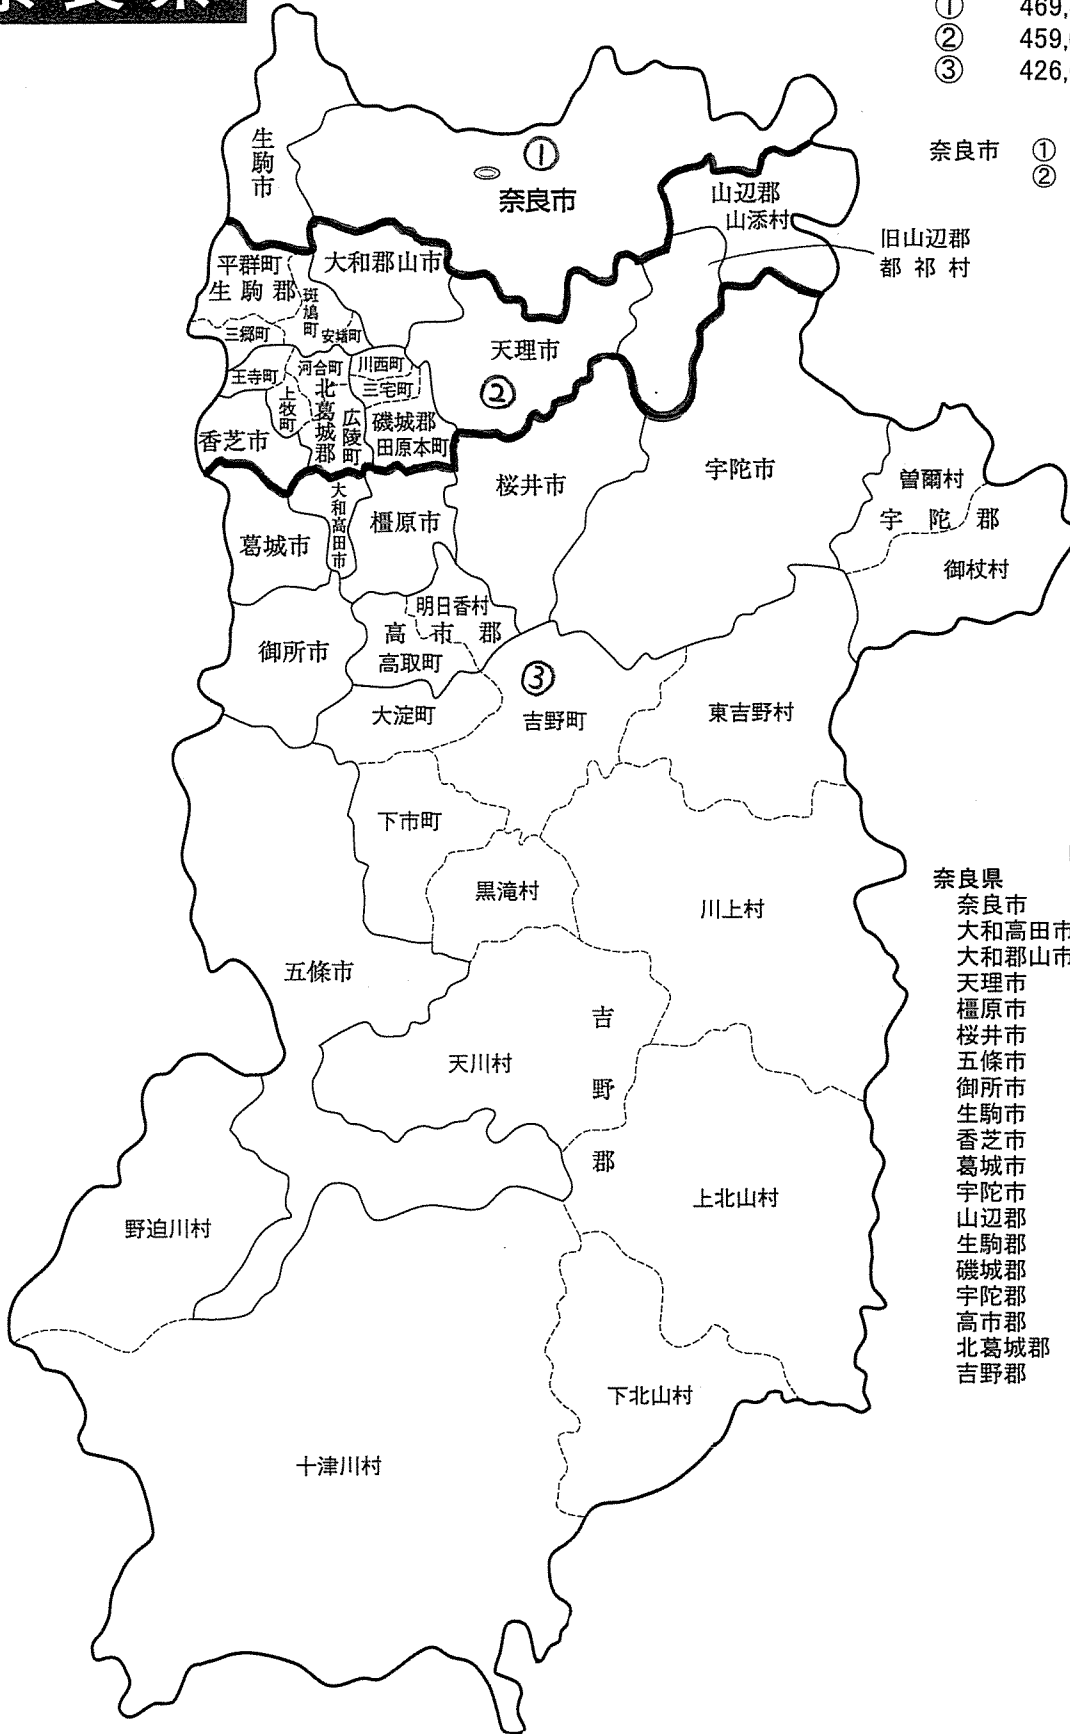 ① 469,
② 459,
③ 426,
奈良市 ①
②
生駒市
①
奈良市
山辺郡
山添村
旧山辺郡
都祁村
平群町
生駒郡
斑鳩町
大和郡山市
三郷町
安堵町
天理市
②
王寺町
河合町
川西町
三宅町
上牧町
北葛城郡
広陵町
磯城郡
田原本町
香芝市
桜井市
宇陀市
曽爾村
宇陀郡
御杖村
大和高田市
橿原市
葛城市
明日香村
高市郡
高取町
御所市
③
大淀町
吉野町
東吉野村
下市町
黒滝村
川上村
五條市
天川村
吉野郡
上北山村
野迫川村
下北山村
十津川村
奈良県
奈良市
大和高田市
大和郡山市
天理市
橿原市
桜井市
五條市
御所市
生駒市
香芝市
葛城市
宇陀市
山辺郡
生駒郡
磯城郡
宇陀郡
高市郡
北葛城郡
吉野郡